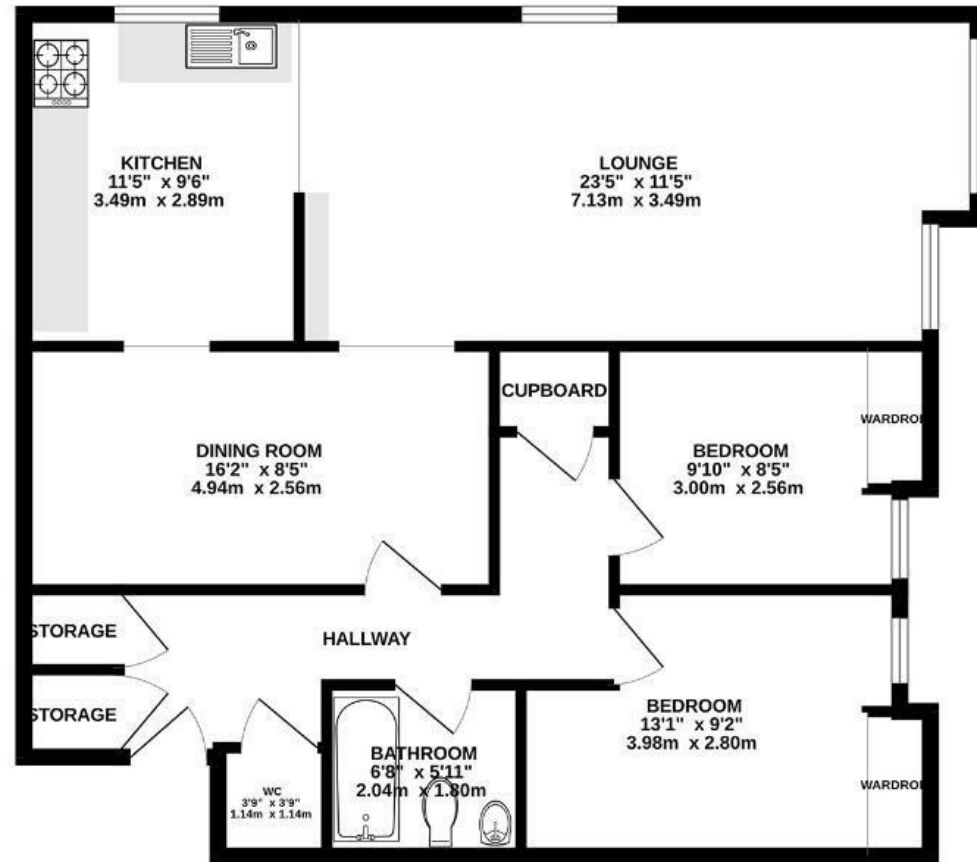 KITCHEN
11'5" x 9'6"
3.49m x 2.89m
LOUNGE
23'5" x 11'5"
7.13m x 3.49m
CUPBOARD
WARDROB
DINING ROOM
16'2" x 8'5"
4.94m x 2.56m
BEDROOM
9'10" x 8'5"
3.00m x 2.56m
STORAGE
HALLWAY
STORAGE
BEDROOM
13'1" x 9'2"
3.98m x 2.80m
BATHROOM
6'8" x 5'11"
2.04m x 1.80m
WC
3'9" x 3'9"
1.14m x 1.14m
WARDROB